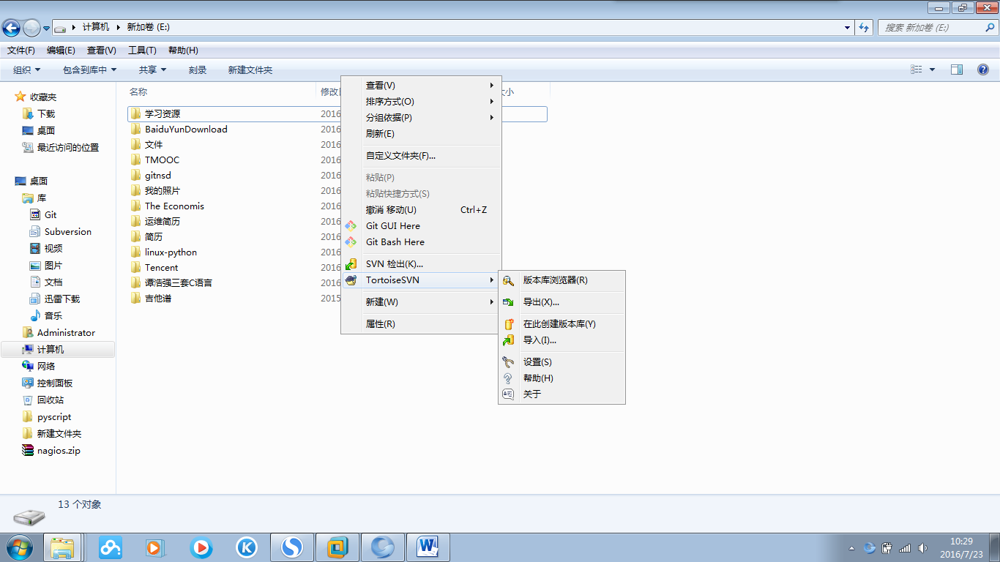 计算机 新加卷 (E:) 搜索 新加卷 (E:)
文件(F) 编辑(E) 查看(V) 工具(T) 帮助(H)
组织 包含到库中 共享 刻录 新建文件夹
收藏夹
下载
桌面
最近访问的位置
桌面
库
Git
Subversion
视频
图片
文档
迅雷下载
音乐
Administrator
计算机
网络
控制面板
回收站
pyscript
新建文件夹
nagios.zip
名称 修改
学习资源 2016
BaiduYunDownload 2016
文件 2016
TMOOC 2016
gitnsd 2016
我的照片 2016
The Economis 2016
运维简历 2016
简历 2016
linux-python 2016
Tencent 2016
谭浩强三套C语言 2016
吉他谱 2015
查看(V)
排序方式(O)
分组依据(P)
刷新(E)
自定义文件夹(F)...
粘贴(P)
粘贴快捷方式(S)
撤消 移动(U) Ctrl+Z
Git GUI Here
Git Bash Here
SVN 检出(K)...
TortoiseSVN
新建(W)
属性(R)
版本库浏览器(R)
导出(X)...
在此创建版本库(Y)
导入(I)...
设置(S)
帮助(H)
关于
13 个对象
10:29
2016/7/23